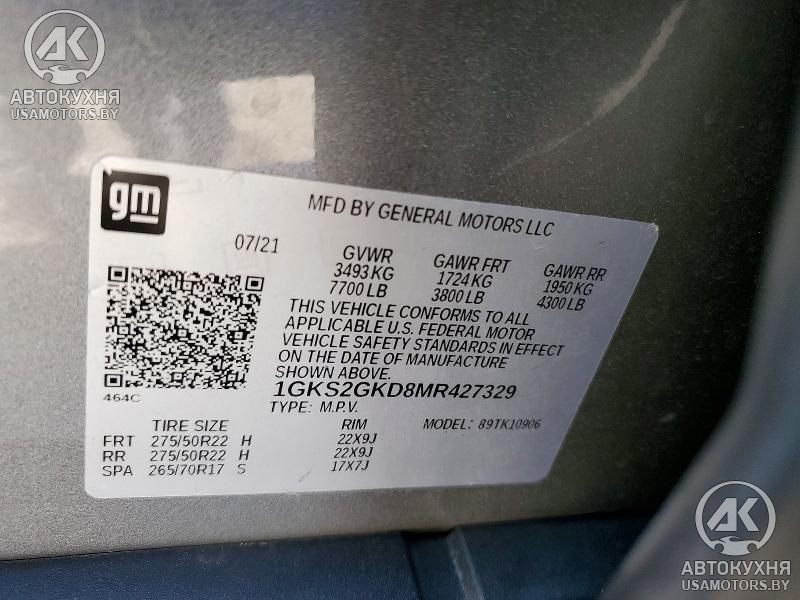 AK
АВТОКУХНЯ
USAMOTORS.BY
gm
MFD BY GENERAL MOTORS LLC
07/21
GVWR GAWR FRT GAWR RR
3493 KG 1724 KG 1950 KG
7700 LB 3800 LB 4300 LB
THIS VEHICLE CONFORMS TO ALL
APPLICABLE U.S. FEDERAL MOTOR
VEHICLE SAFETY STANDARDS IN EFFECT
ON THE DATE OF MANUFACTURE
SHOWN ABOVE.
464C
1GKS2GKD8MR427329
TYPE: M.P.V. MODEL: 89TK10906
TIRE SIZE RIM
FRT 275/50R22 H 22X9J
RR 275/50R22 H 22X9J
SPA 265/70R17 S 17X7J
AK
АВТОКУХНЯ
USAMOTORS.BY